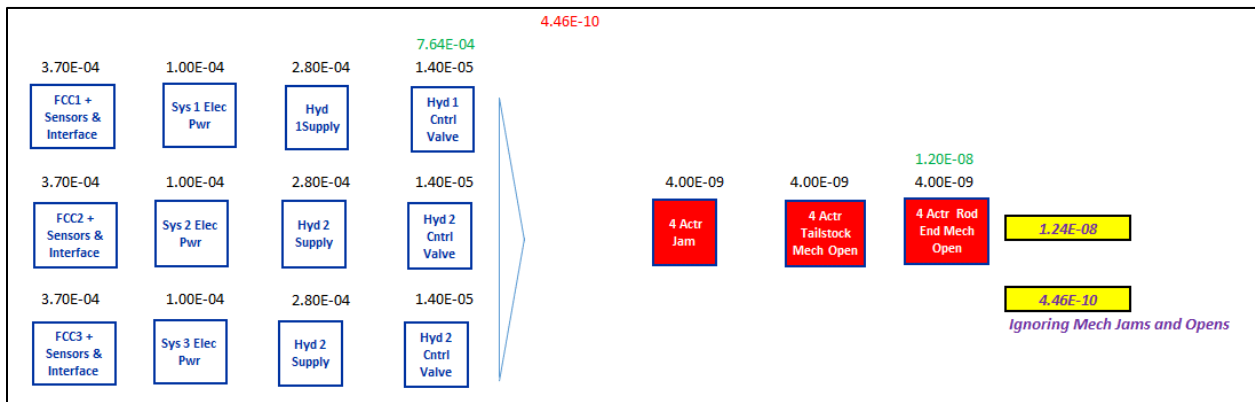 4.46E-10
7.64E-04
3.70E-04 1.00E-04 2.80E-04 1.40E-05
FCC1 +
Sensors &
Interface
Sys 1 Elec
Pwr
Hyd
1Supply
Hyd 1
Cntrl
Valve
1.20E-08
3.70E-04 1.00E-04 2.80E-04 1.40E-05 4.00E-09 4.00E-09 4.00E-09
FCC2 +
Sensors &
Interface
Sys 2 Elec
Pwr
Hyd 2
Supply
Hyd 2
Cntrl
Valve
4 Actr
Jam
4 Actr
Tailstock
Mech Open
4 Actr Rod
End Mech
Open
1.24E-08
3.70E-04 1.00E-04 2.80E-04 1.40E-05
4.46E-10
Ignoring Mech Jams and Opens
FCC3 +
Sensors &
Interface
Sys 3 Elec
Pwr
Hyd 2
Supply
Hyd 2
Cntrl
Valve